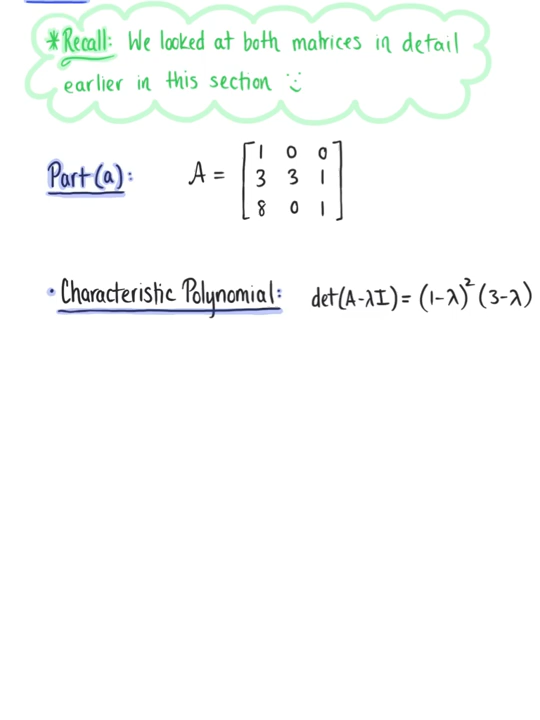 *Recall: We looked at both matrices in detail
earlier in this section :)
Part (a): A = [1 0 0
3 3 1
8 0 1]
• Characteristic Polynomial: det(A-λI) = (1-λ)² (3-λ)